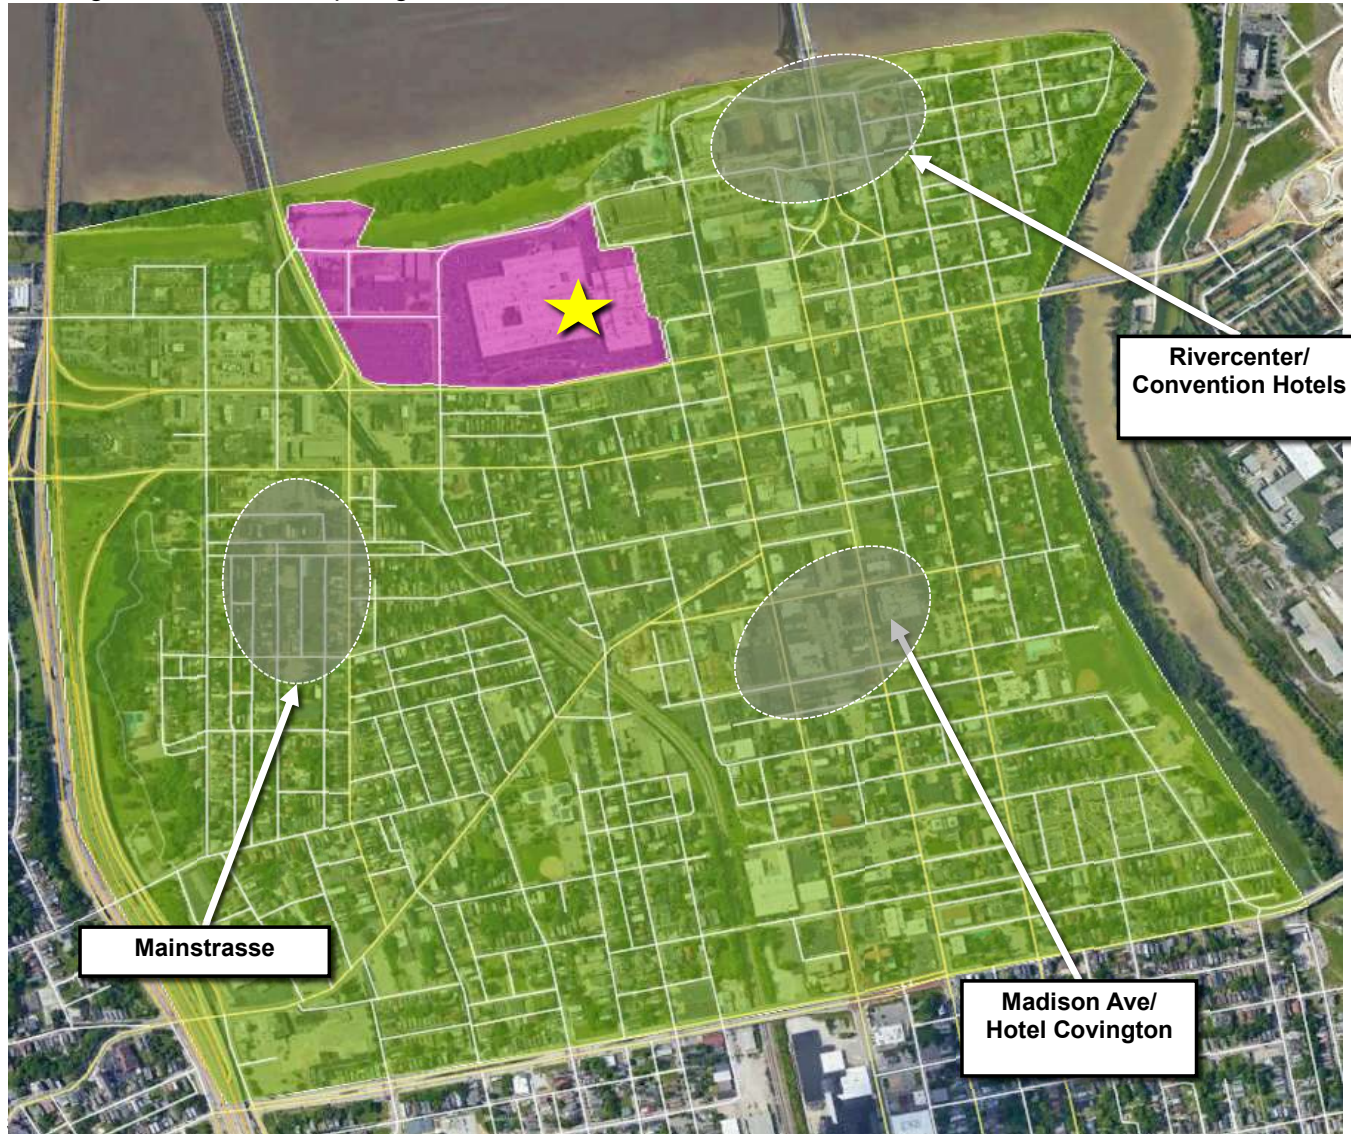 Rivercenter/
Convention Hotels
Mainstrasse
Madison Ave/
Hotel Covington